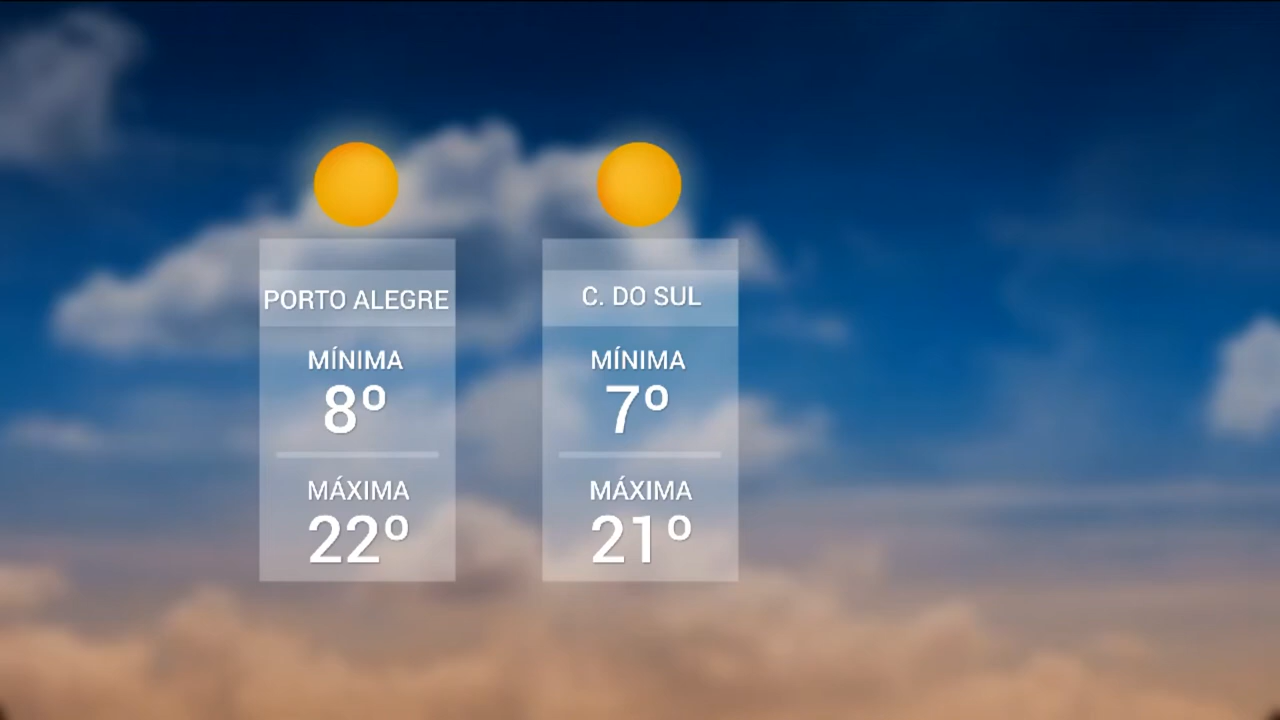 PORTO ALEGRE
MÍNIMA
8º
MÁXIMA
22º
C. DO SUL
MÍNIMA
7º
MÁXIMA
21º